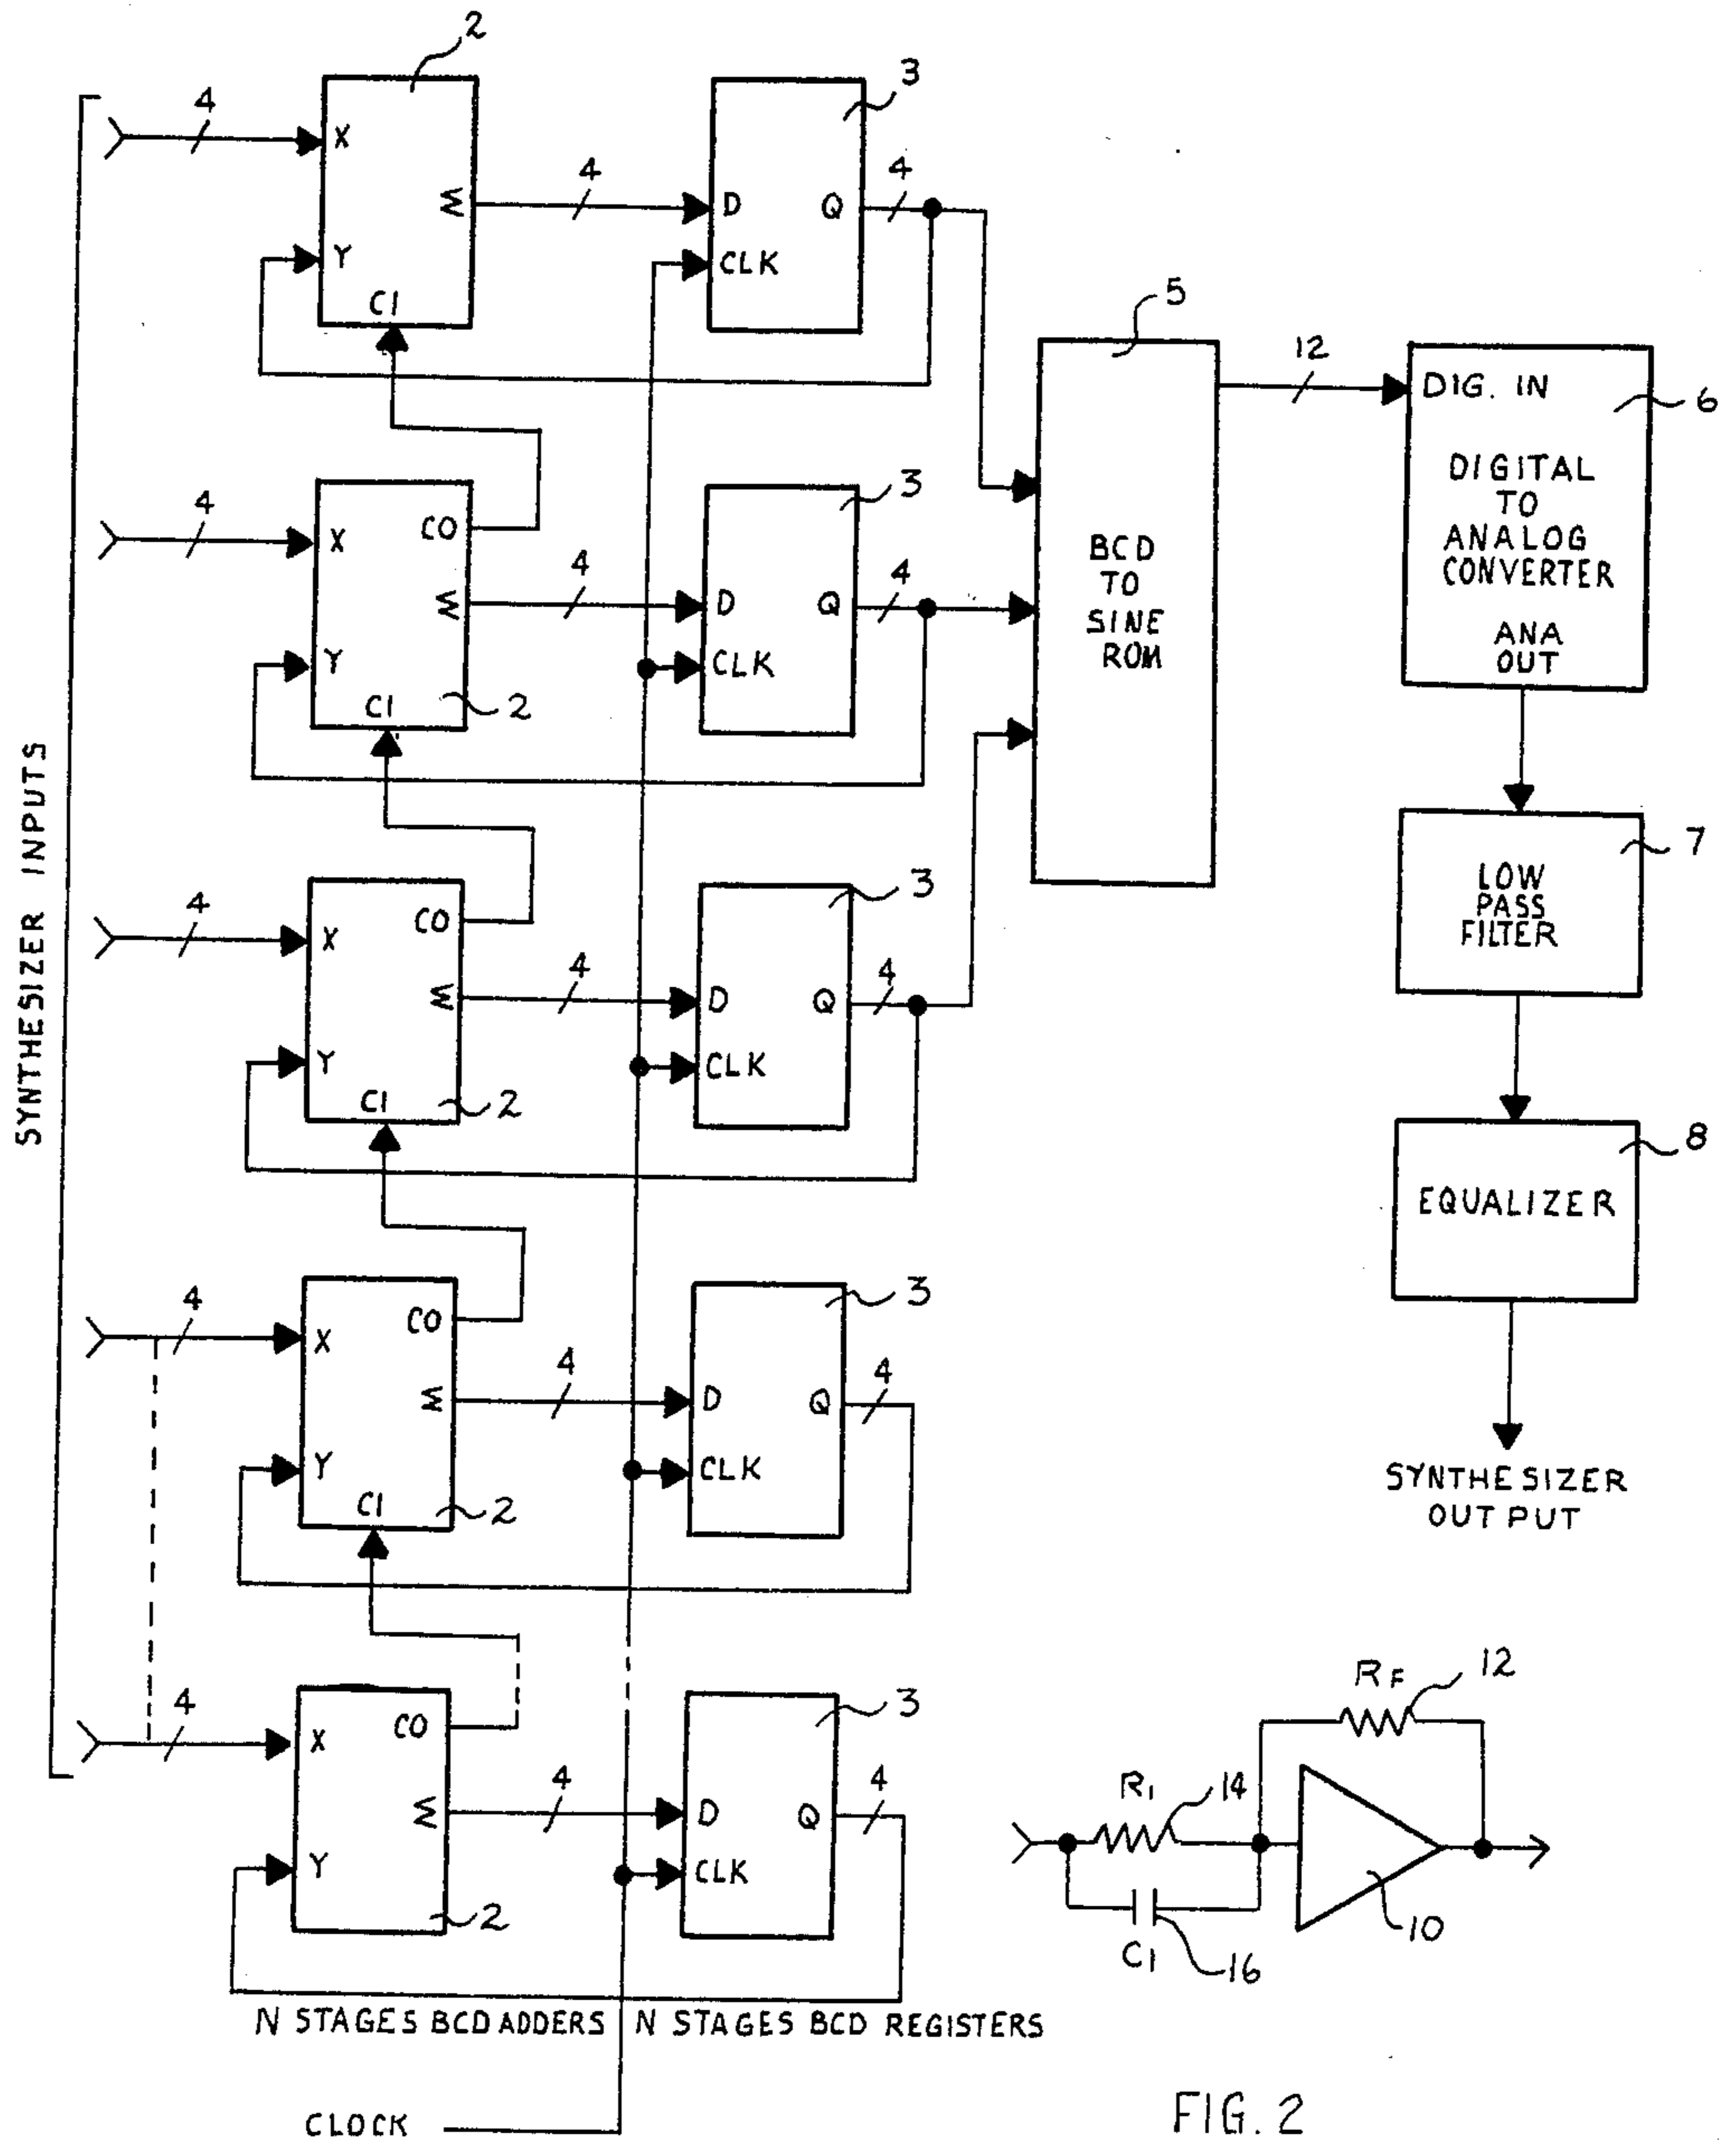 2
3
4
X
Σ
4
D
Q
4
Y
CLK
CI
5
12
DIG. IN
6
DIGITAL
TO
ANALOG
CONVERTER
ANA
OUT
4
X
CO
Σ
4
3
D
Q
4
Y
CLK
CI
2
BCD
TO
SINE
ROM
SYNTHESIZER INPUTS
7
LOW
PASS
FILTER
4
X
CO
Σ
4
3
D
Q
4
Y
CLK
CI
2
8
EQUALIZER
4
X
CO
Σ
4
3
D
Q
4
Y
CLK
CI
2
SYNTHESIZER
OUTPUT
4
X
CO
Σ
4
3
D
Q
4
Y
CLK
2
RF
12
R1
14
10
C1
16
N STAGES BCD ADDERS
N STAGES BCD REGISTERS
CLOCK
FIG. 2